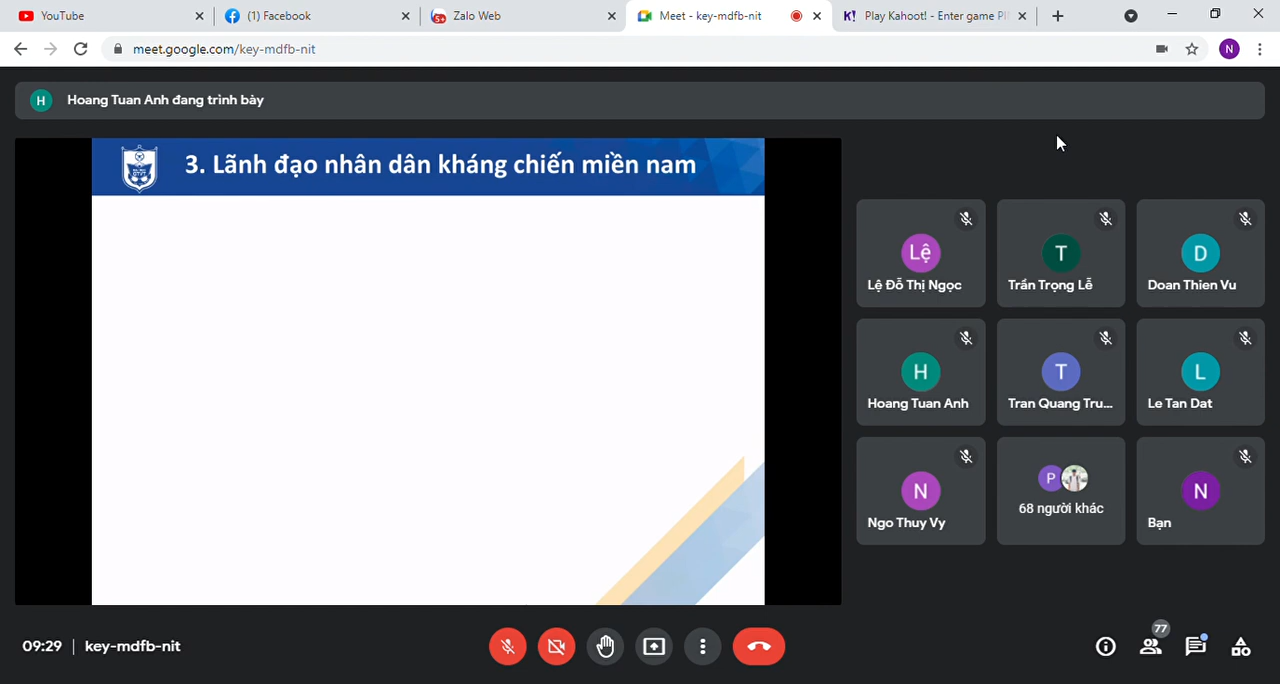 YouTube
(1) Facebook
5+
Zalo Web
Meet - key-mdfb-nit
K!
Play Kahoot! - Enter game PI
meet.google.com/key-mdfb-nit
N
H
Hoang Tuan Anh đang trình bày
3. Lãnh đạo nhân dân kháng chiến miền nam
Lệ
Lệ Đỗ Thị Ngọc
T
Trần Trọng Lễ
D
Doan Thien Vu
H
Hoang Tuan Anh
T
Tran Quang Tru...
L
Le Tan Dat
N
Ngo Thuy Vy
P
68 người khác
N
Bạn
09:29 | key-mdfb-nit
77